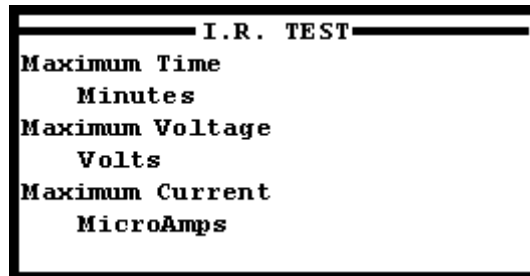 I.R. TEST
Maximum Time
Minutes
Maximum Voltage
Volts
Maximum Current
MicroAmps